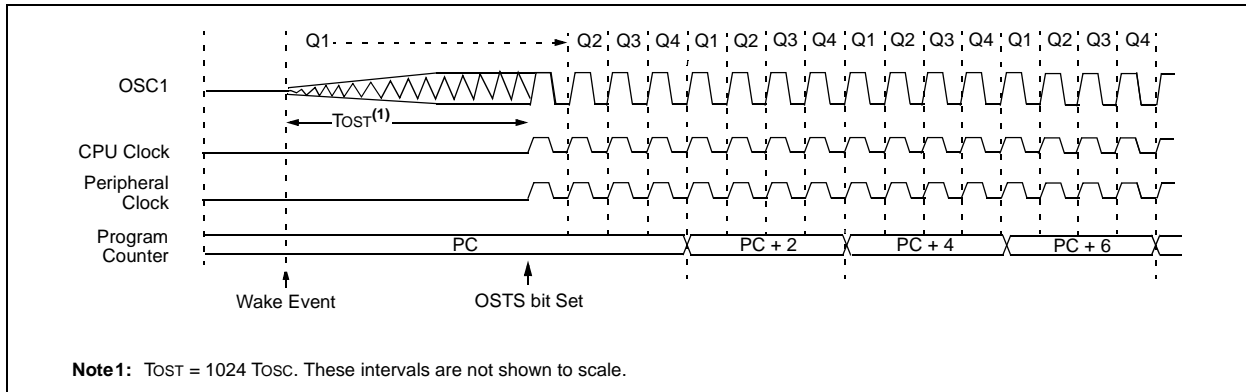 Q1 Q2 Q3 Q4 Q1 Q2 Q3 Q4 Q1 Q2 Q3 Q4 Q1 Q2 Q3 Q4
OSC1
TOST(1)
CPU Clock
Peripheral
Clock
Program
Counter
PC PC + 2 PC + 4 PC + 6
Wake Event OSTS bit Set
Note1: TOST = 1024 TOSC. These intervals are not shown to scale.